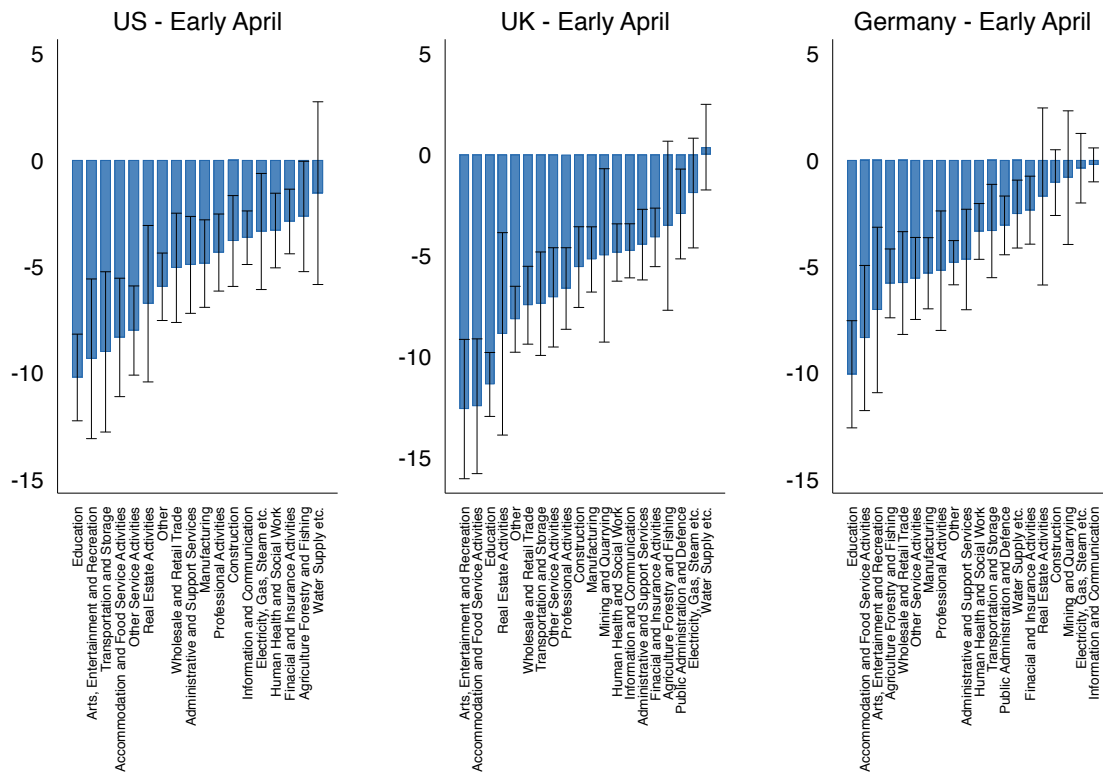 US - Early April
5
0
-5
-10
-15
Education
Arts, Entertainment and Recreation
Transportation and Storage
Accommodation and Food Service Activities
Other Service Activities
Real Estate Activities
Other
Wholesale and Retail Trade
Administrative and Support Services
Manufacturing
Professional Activities
Construction
Information and Communication
Electricity, Gas, Steam etc.
Human Health and Social Work
Finacial and Insurance Activities
Agriculture Forestry and Fishing
Water Supply etc.
UK - Early April
5
0
-5
-10
-15
Arts, Entertainment and Recreation
Accommodation and Food Service Activities
Education
Real Estate Activities
Other
Wholesale and Retail Trade
Transportation and Storage
Other Service Activities
Professional Activities
Construction
Manufacturing
Mining and Quarrying
Human Health and Social Work
Information and Communication
Administrative and Support Services
Finacial and Insurance Activities
Agriculture Forestry and Fishing
Public Administration and Defence
Electricity, Gas, Steam etc.
Water Supply etc.
Germany - Early April
5
0
-5
-10
-15
Education
Accommodation and Food Service Activities
Arts, Entertainment and Recreation
Agriculture Forestry and Fishing
Wholesale and Retail Trade
Other Service Activities
Manufacturing
Professional Activities
Other
Administrative and Support Services
Human Health and Social Work
Transportation and Storage
Public Administration and Defence
Water Supply etc.
Finacial and Insurance Activities
Real Estate Activities
Construction
Mining and Quarrying
Electricity, Gas, Steam etc.
Information and Communication